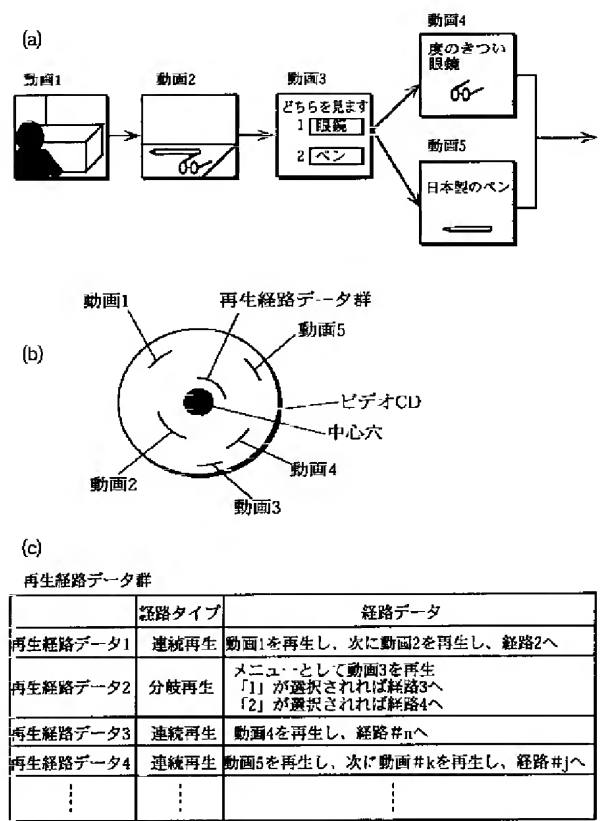 (a)
動画1
動画2
動画3
動画4
動画5
どちらを見ます
1 眼鏡
2 ペン
度のきつい
眼鏡
日本製のペン
(b)
動画1
再生経路データ群
動画5
ビデオCD
中心穴
動画4
動画3
動画2
(c)
再生経路データ群
経路タイプ 経路データ
再生経路データ1 連続再生 動画1を再生し、次に動画2を再生し、経路2へ
再生経路データ2 分岐再生 メニューとして動画3を再生
「1」が選択されれば経路3へ
「2」が選択されれば経路4へ
再生経路データ3 連続再生 動画4を再生し、経路#nへ
再生経路データ4 連続再生 動画5を再生し、次に動画#kを再生し、経路#jへ